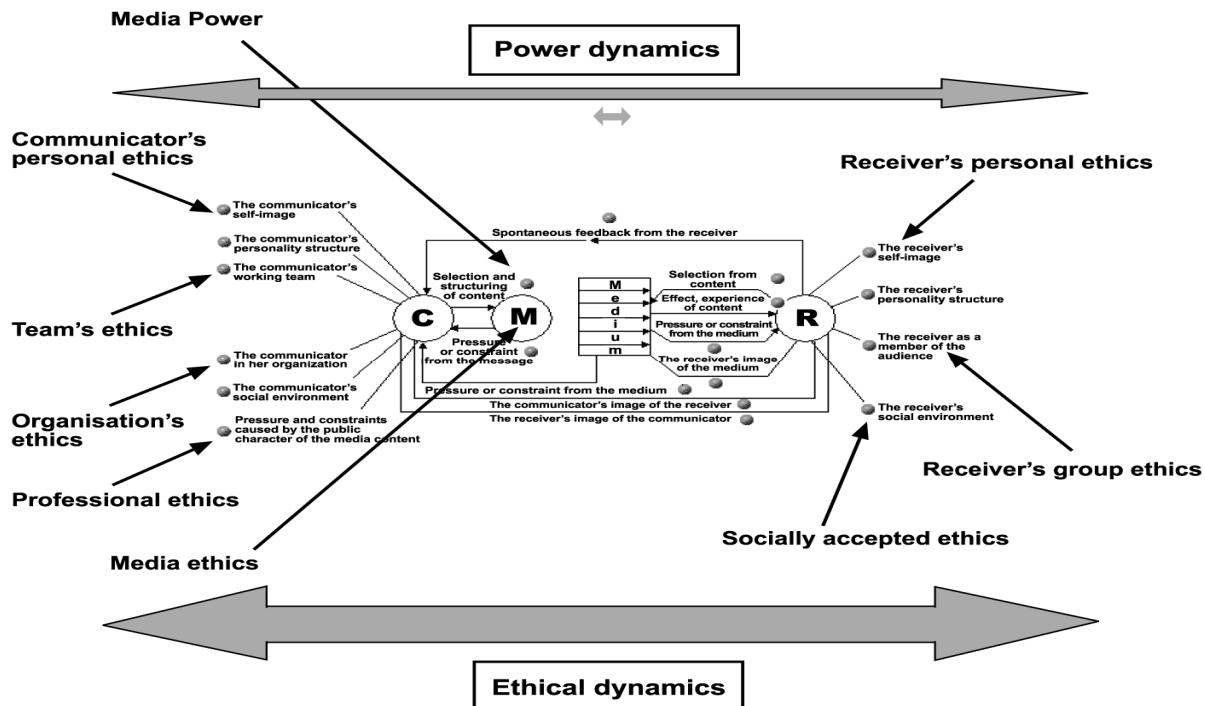 Media Power
Power dynamics
Communicator's
personal ethics
Receiver's personal ethics
The communicator's
self-image
The communicator's
personality structure
The communicator's
working team
Team's ethics
The communicator
in her organization
The communicator's
social environment
Organisation's
ethics
Pressure and constraints
caused by the public
character of the media content
Professional ethics
Media ethics
Spontaneous feedback from the receiver
Selection and
structuring
of content
C
M
Pressure
or constraint
from the message
M
e
d
i
u
m
Selection from
content
Effect, experience
of content
Pressure or constraint
from the medium
The receiver's image
of the medium
R
Pressure or constraint from the medium
The communicator's image of the receiver
The receiver's image of the communicator
The receiver's
self-image
The receiver's
personality structure
The receiver as a
member of the
audience
The receiver's
social environment
Receiver's group ethics
Socially accepted ethics
Ethical dynamics